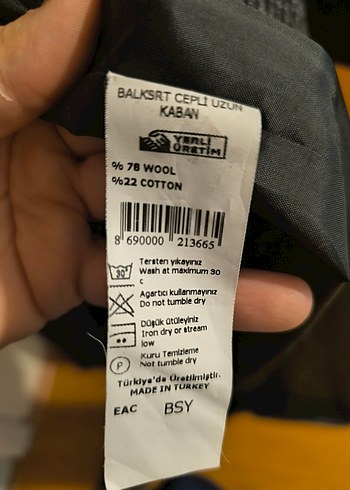 BALKSRT CEPLİ UZUN
KABAN
YERLİ
ÜRETİM
% 78 WOOL
%22 COTTON
8 690000 213665
30
Tersten yıkayınız
Wash at maximum 30
c
Agartıcı kullanmayınız
Do not tumble dry
Düşük ütüleyiniz
Iron dry or stream
low
P
Kuru Temizleme
Not tumble dry
Türkiye'de Üretilmiştir.
MADE IN TURKEY
EAC BSY